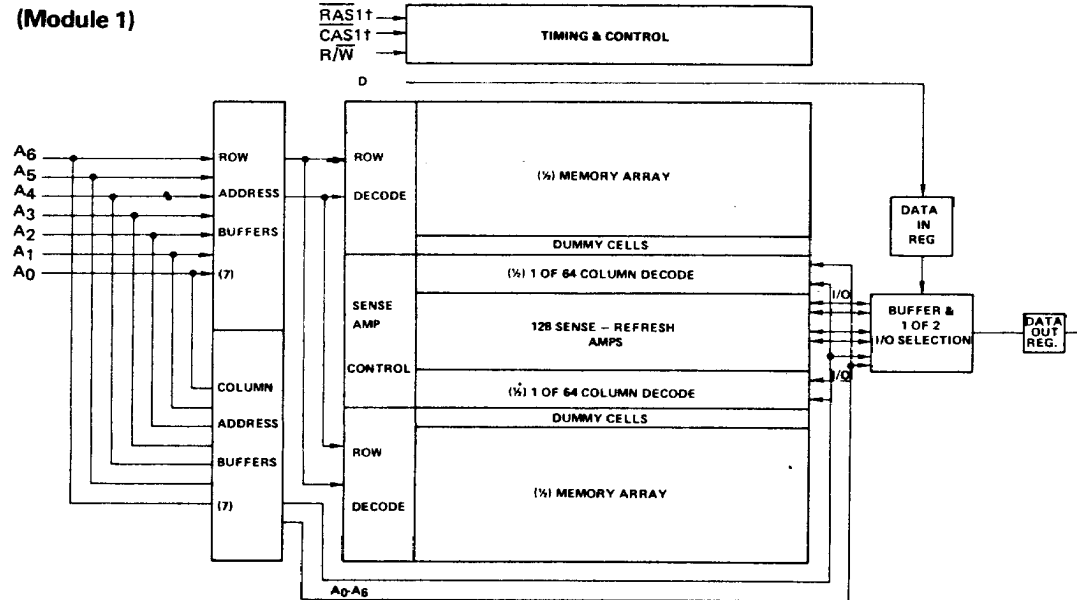 (Module 1)
RAS1†
CAS1†
R/W
TIMING & CONTROL
D
A6
A5
A4
A3
A2
A1
A0
ROW
ADDRESS
BUFFERS
(7)
COLUMN
ADDRESS
BUFFERS
(7)
ROW
DECODE
SENSE
AMP
CONTROL
ROW
DECODE
(½) MEMORY ARRAY
DUMMY CELLS
(½) 1 OF 64 COLUMN DECODE
128 SENSE – REFRESH
AMPS
(½) 1 OF 64 COLUMN DECODE
DUMMY CELLS
(½) MEMORY ARRAY
I/O
I/O
DATA
IN
REG
BUFFER &
1 OF 2
I/O SELECTION
DATA
OUT
REG.
A0-A6